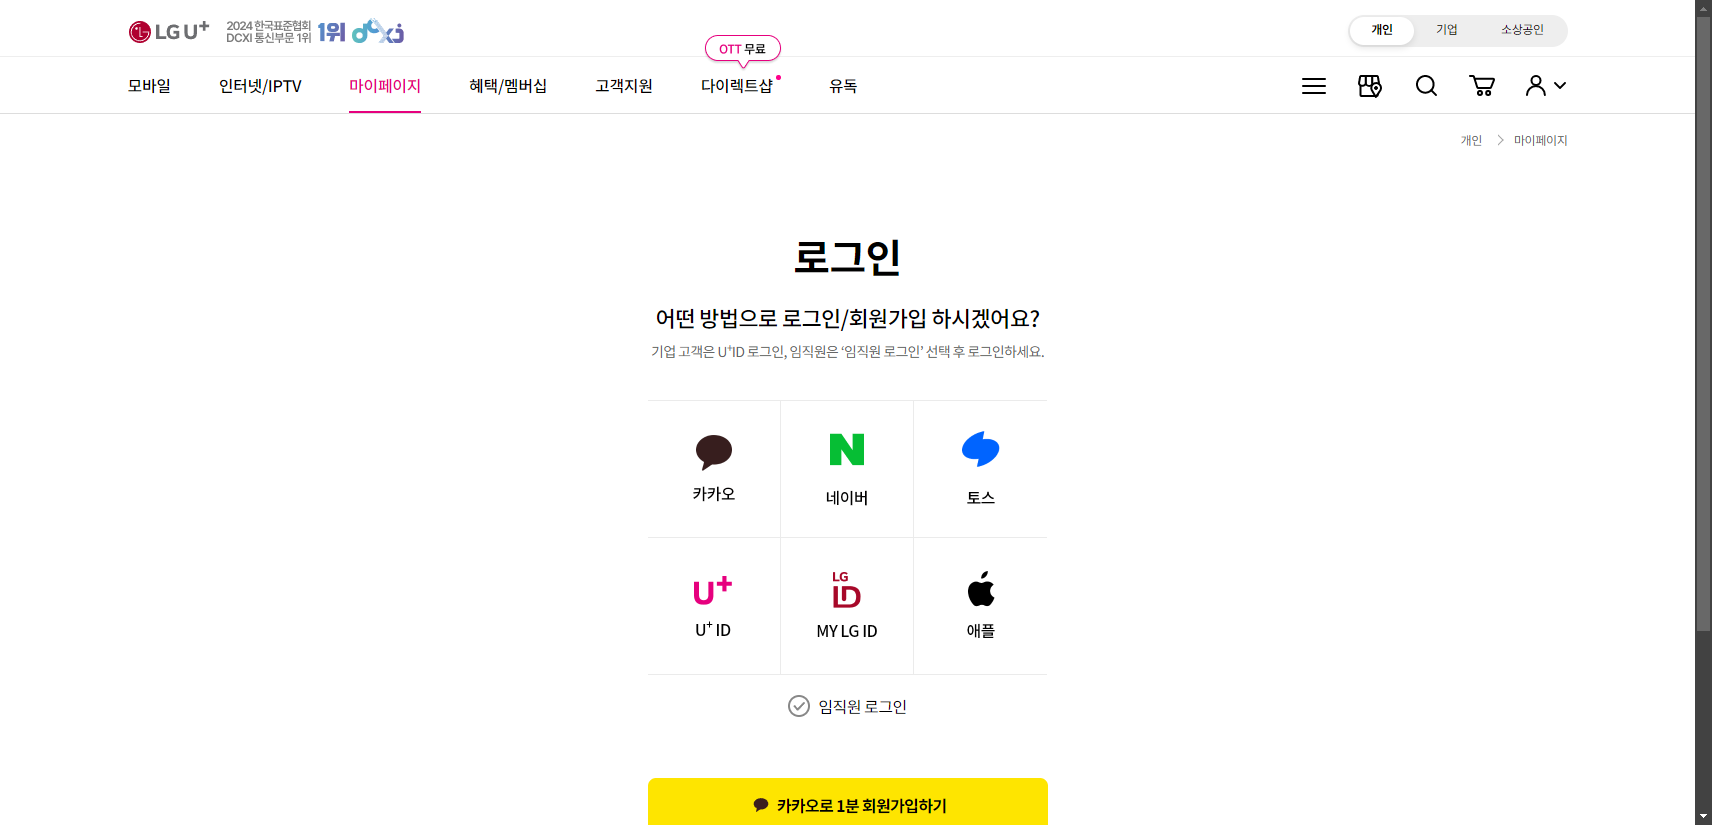 LG U+
2024 한국표준협회
DCXI 통신부문 1위
1위 dcxi
개인 기업 소상공인
OTT 무료
모바일 인터넷/IPTV 마이페이지 혜택/멤버십 고객지원 다이렉트샵 유독
개인 > 마이페이지
로그인
어떤 방법으로 로그인/회원가입 하시겠어요?
기업 고객은 U+ID 로그인, 임직원은 ‘임직원 로그인’ 선택 후 로그인하세요.
카카오 네이버 토스
U+ ID MY LG ID 애플
임직원 로그인
카카오로 1분 회원가입하기